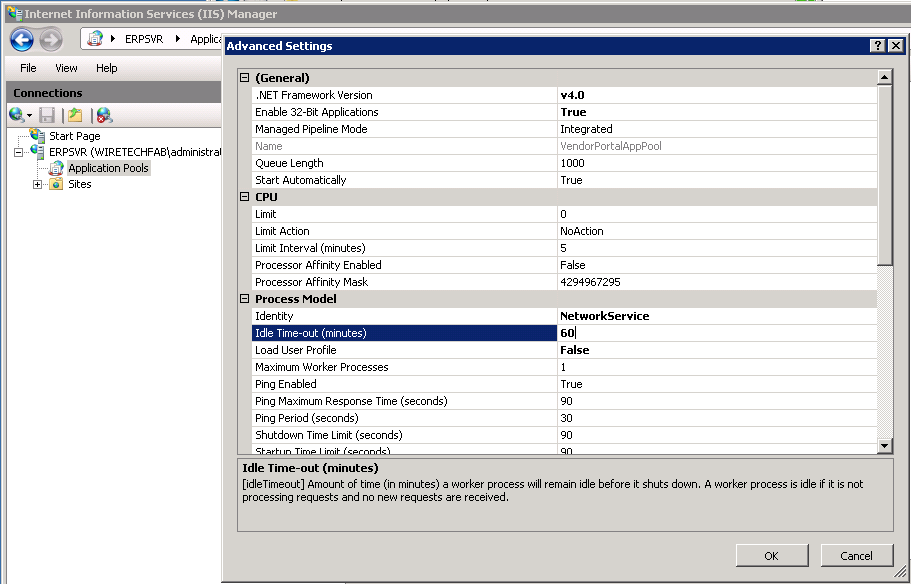 Internet Information Services (IIS) Manager
ERPSVR
Applica
File View Help
Connections
Start Page
ERPSVR (WIRETECHFAB\administra
Application Pools
Sites
Advanced Settings
(General)
.NET Framework Version v4.0
Enable 32-Bit Applications True
Managed Pipeline Mode Integrated
Name VendorPortalAppPool
Queue Length 1000
Start Automatically True
CPU
Limit 0
Limit Action NoAction
Limit Interval (minutes) 5
Processor Affinity Enabled False
Processor Affinity Mask 4294967295
Process Model
Identity NetworkService
Idle Time-out (minutes) 60
Load User Profile False
Maximum Worker Processes 1
Ping Enabled True
Ping Maximum Response Time (seconds) 90
Ping Period (seconds) 30
Shutdown Time Limit (seconds) 90
Startup Time Limit (seconds) 90
Idle Time-out (minutes)
[idleTimeout] Amount of time (in minutes) a worker process will remain idle before it shuts down. A worker process is idle if it is not
processing requests and no new requests are received.
OK Cancel